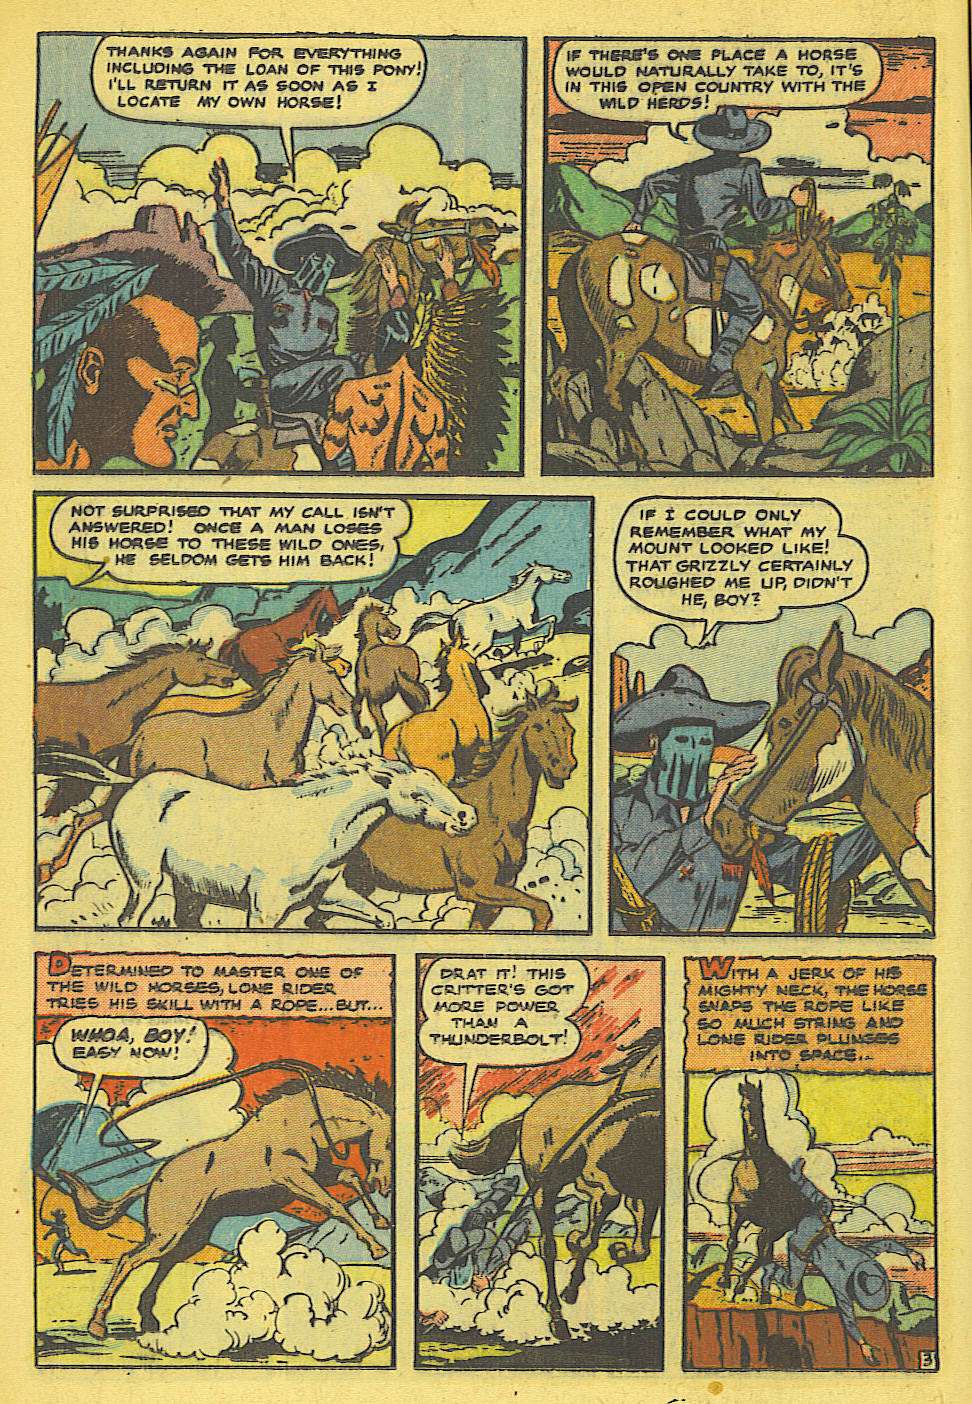 THANKS AGAIN FOR EVERYTHING
INCLUDING THE LOAN OF THIS PONY!
I'LL RETURN IT AS SOON AS I
LOCATE MY OWN HORSE!
IF THERE'S ONE PLACE A HORSE
WOULD NATURALLY TAKE TO, IT'S
IN THIS OPEN COUNTRY WITH THE
WILD HERDS!
NOT SURPRISED THAT MY CALL ISN'T
ANSWERED! ONCE A MAN LOSES
HIS HORSE TO THESE WILD ONES,
HE SELDOM GETS HIM BACK!
IF I COULD ONLY
REMEMBER WHAT MY
MOUNT LOOKED LIKE!
THAT GRIZZLY CERTAINLY
ROUGHED ME UP, DIDN'T
HE, BOY?
DETERMINED TO MASTER ONE OF
THE WILD HORSES, LONE RIDER
TRIES HIS SKILL WITH A ROPE...BUT...
WHOA, BOY!
EASY NOW!
DRAT IT! THIS
CRITTER'S GOT
MORE POWER
THAN A
THUNDERBOLT!
WITH A JERK OF HIS
MIGHTY NECK, THE HORSE
SNAPS THE ROPE LIKE
SO MUCH STRING AND
LONE RIDER PLUNGES
INTO SPACE...
3